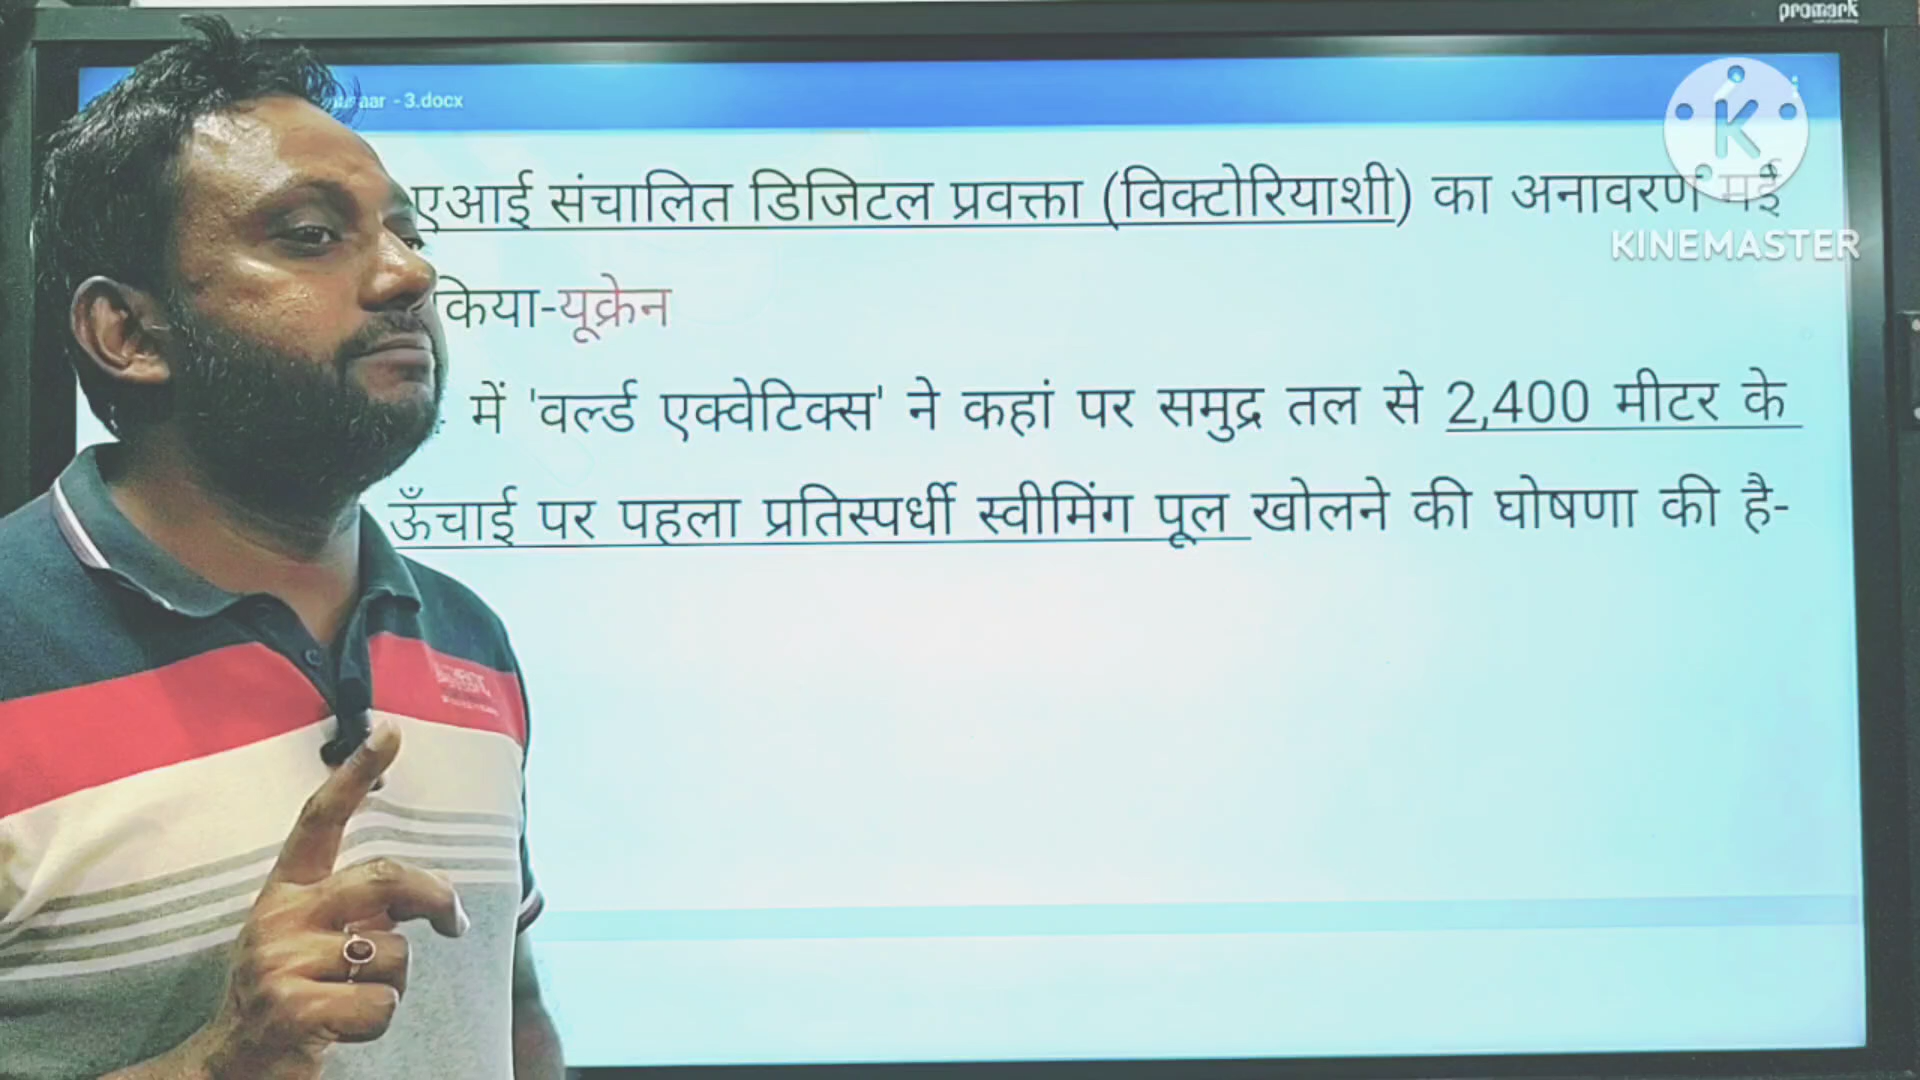 promark
aar - 3.docx
एआई संचालित डिजिटल प्रवक्ता (विक्टोरियाशी) का अनावरण मई
किया-यूक्रेन
में 'वर्ल्ड एक्वेटिक्स' ने कहां पर समुद्र तल से 2,400 मीटर के
ऊँचाई पर पहला प्रतिस्पर्धी स्वीमिंग पूल खोलने की घोषणा की है-
K
KINEMASTER